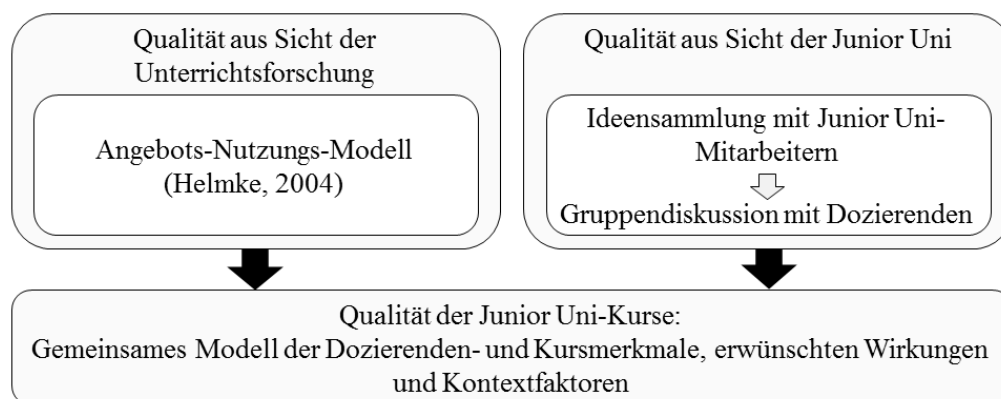 Qualität aus Sicht der
Unterrichtsforschung
Angebots-Nutzungs-Modell
(Helmke, 2004)
Qualität aus Sicht der Junior Uni
Ideensammlung mit Junior Uni-
Mitarbeitern
Gruppendiskussion mit Dozierenden
Qualität der Junior Uni-Kurse:
Gemeinsames Modell der Dozierenden- und Kursmerkmale, erwünschten Wirkungen
und Kontextfaktoren